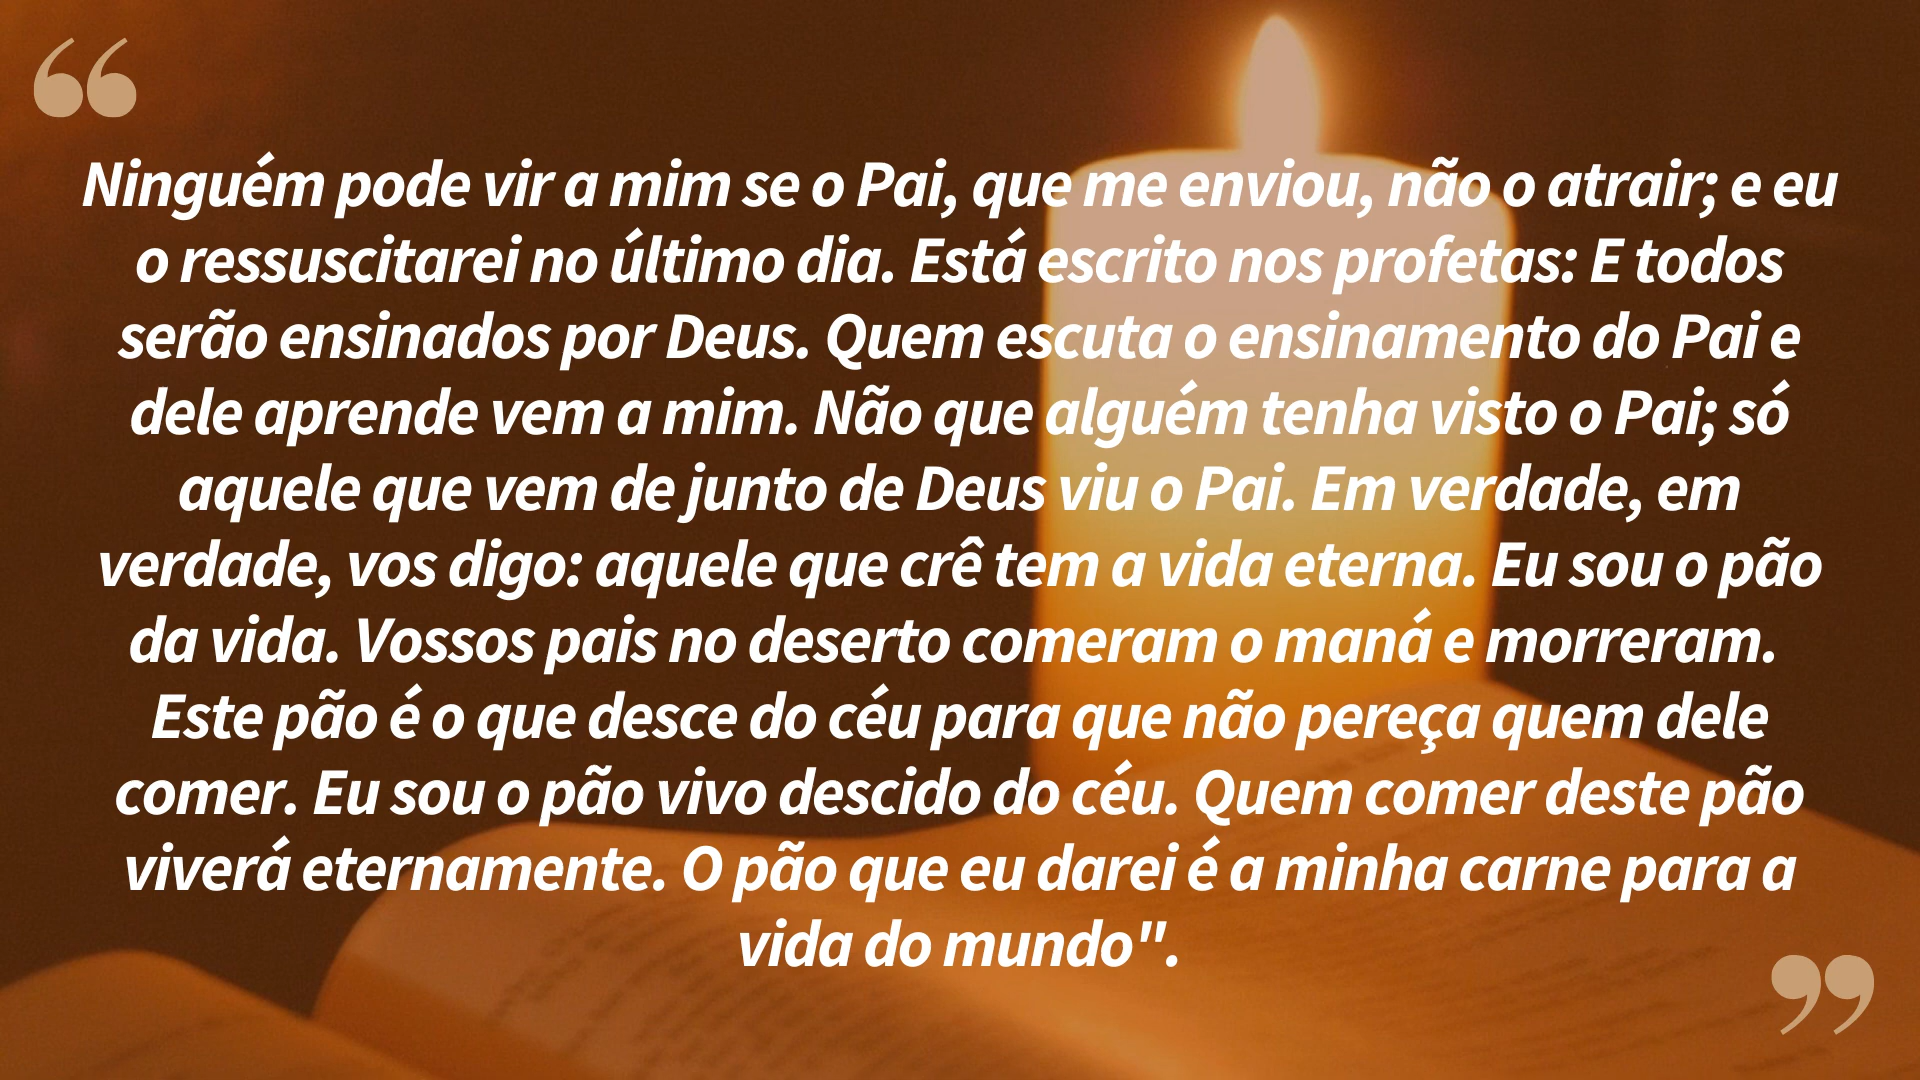 “
Ninguém pode vir a mim se o Pai, que me enviou, não o atrair; e eu
o ressuscitarei no último dia. Está escrito nos profetas: E todos
serão ensinados por Deus. Quem escuta o ensinamento do Pai e
dele aprende vem a mim. Não que alguém tenha visto o Pai; só
aquele que vem de junto de Deus viu o Pai. Em verdade, em
verdade, vos digo: aquele que crê tem a vida eterna. Eu sou o pão
da vida. Vossos pais no deserto comeram o maná e morreram.
Este pão é o que desce do céu para que não pereça quem dele
comer. Eu sou o pão vivo descido do céu. Quem comer deste pão
viverá eternamente. O pão que eu darei é a minha carne para a
vida do mundo".
”